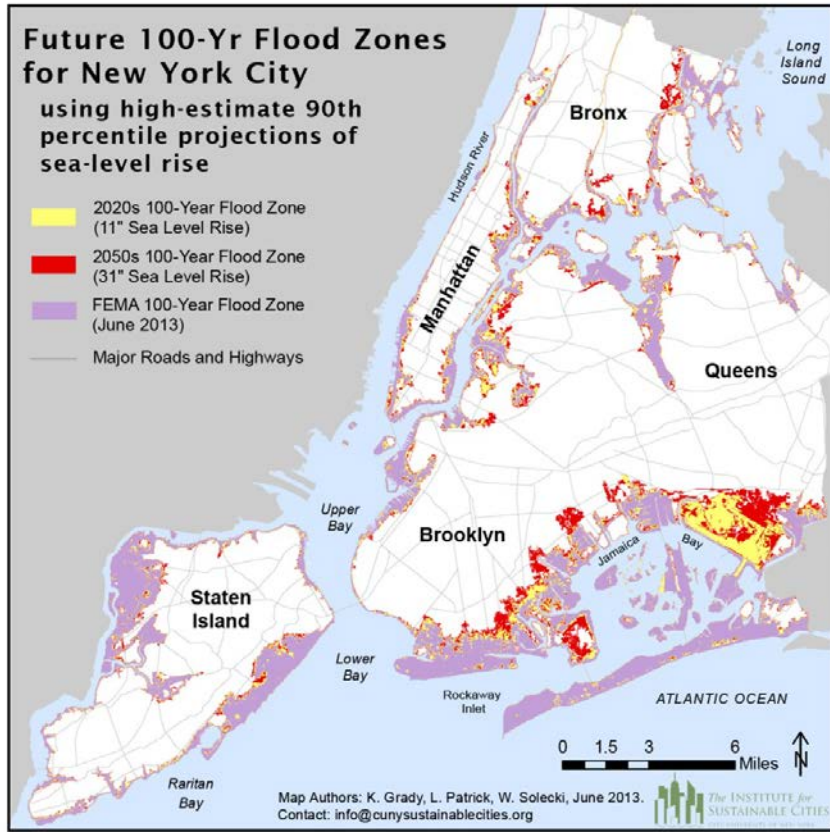 Future 100-Yr Flood Zones
for New York City
using high-estimate 90th
percentile projections of
sea-level rise
2020s 100-Year Flood Zone
(11" Sea Level Rise)
2050s 100-Year Flood Zone
(31" Sea Level Rise)
FEMA 100-Year Flood Zone
(June 2013)
Major Roads and Highways
Long
Island
Sound
Bronx
Hudson River
Manhattan
Queens
Upper
Bay
Brooklyn
Jamaica
Bay
Staten
Island
Lower
Bay
Rockaway
Inlet
ATLANTIC OCEAN
Raritan
Bay
0 1.5 3 6
Miles
N
Map Authors: K. Grady, L. Patrick, W. Solecki, June 2013.
Contact: info@cunysustainablecities.org
The INSTITUTE for
SUSTAINABLE CITIES